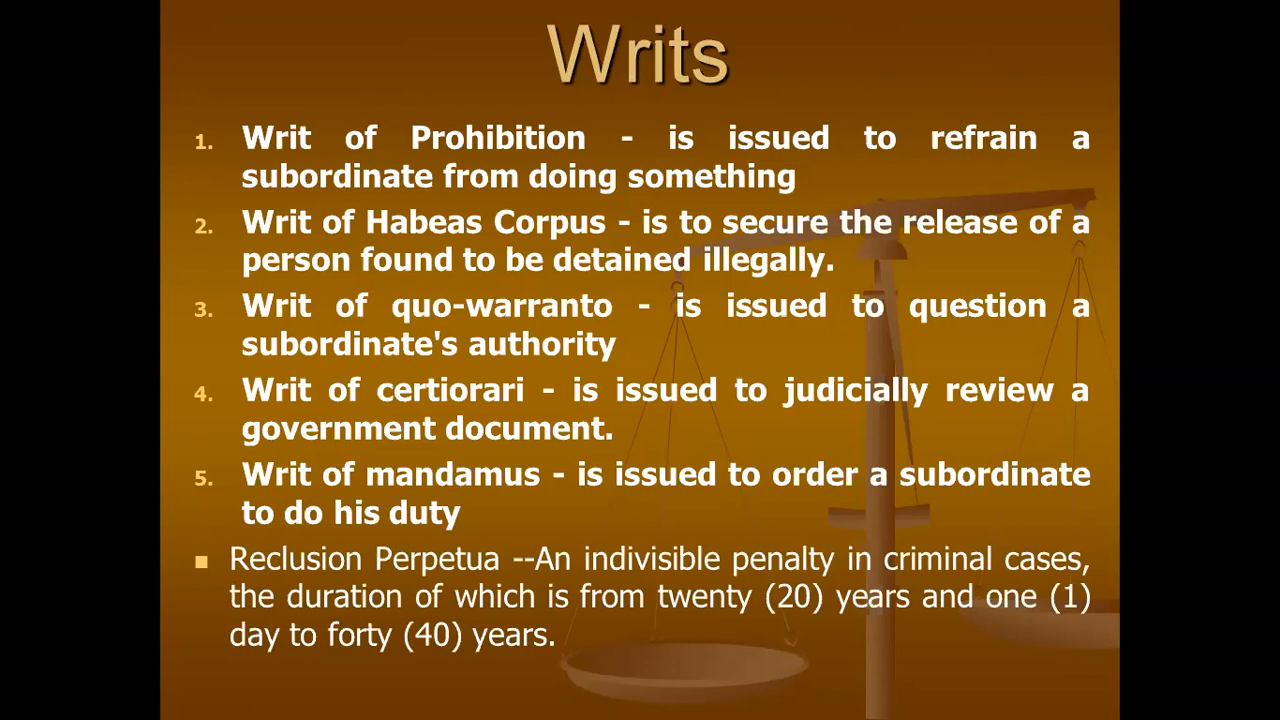 Writs
1. Writ of Prohibition - is issued to refrain a
subordinate from doing something
2. Writ of Habeas Corpus - is to secure the release of a
person found to be detained illegally.
3. Writ of quo-warranto - is issued to question a
subordinate's authority
4. Writ of certiorari - is issued to judicially review a
government document.
5. Writ of mandamus - is issued to order a subordinate
to do his duty
■ Reclusion Perpetua --An indivisible penalty in criminal cases,
the duration of which is from twenty (20) years and one (1)
day to forty (40) years.